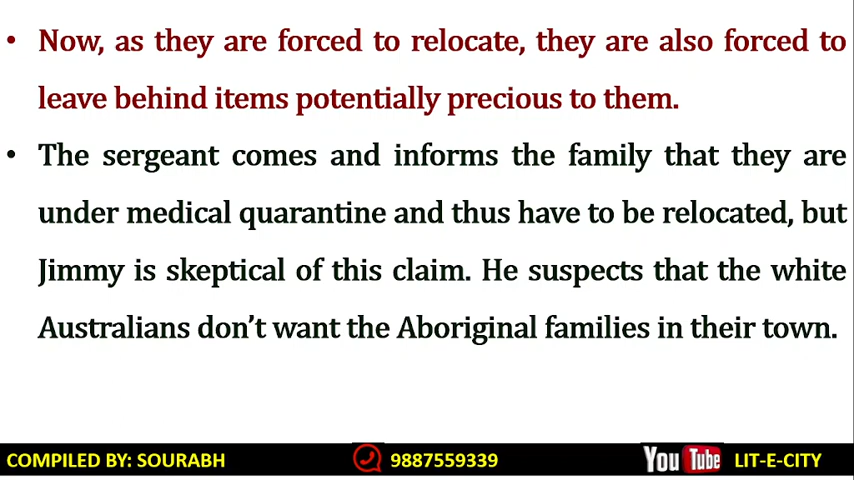 • Now, as they are forced to relocate, they are also forced to
leave behind items potentially precious to them.
• The sergeant comes and informs the family that they are
under medical quarantine and thus have to be relocated, but
Jimmy is skeptical of this claim. He suspects that the white
Australians don’t want the Aboriginal families in their town.
COMPILED BY: SOURABH 9887559339 YouTube LIT-E-CITY